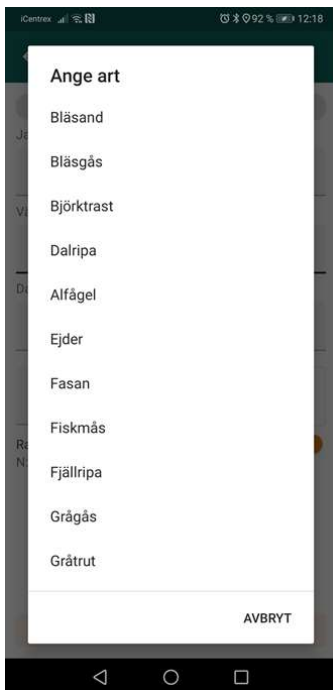 iCentrex 92 % 12:18
Ange art
Bläsand
Bläsgås
Björktrast
Dalripa
Alfågel
Ejder
Fasan
Fiskmås
Fjällripa
Grågås
Gråtrut
AVBRYT